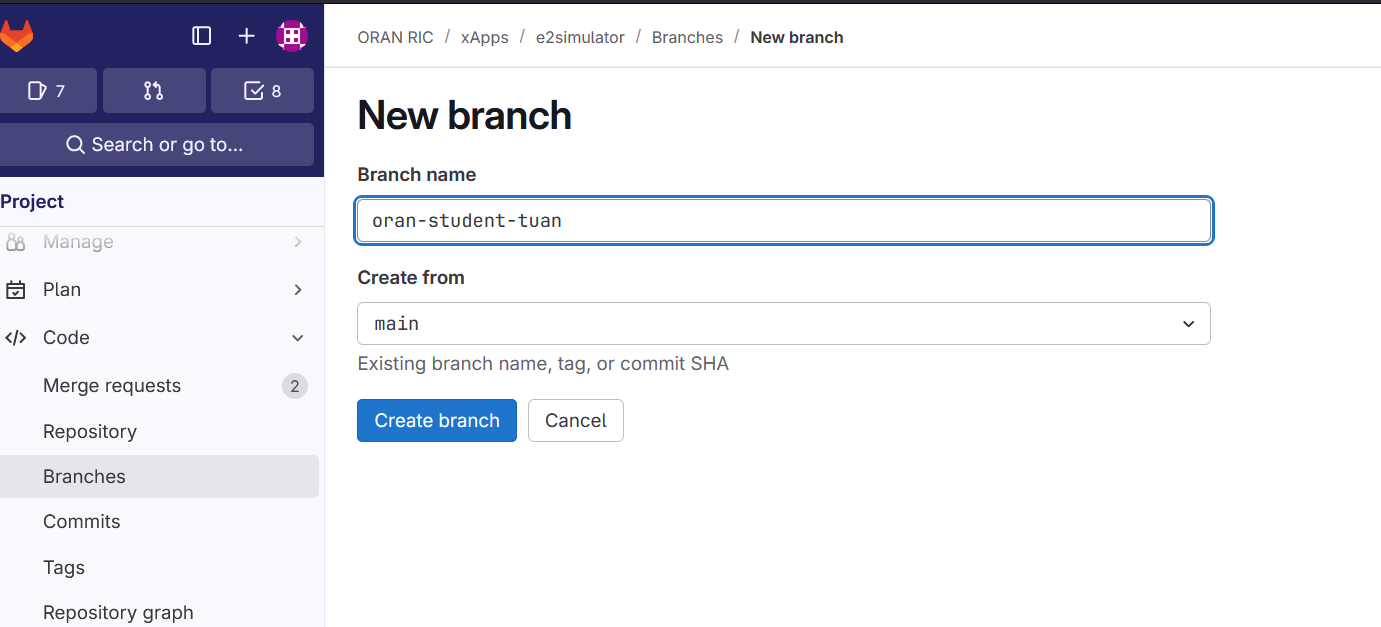 ORAN RIC / xApps / e2simulator / Branches / New branch
7
8
Search or go to...
Project
Manage
Plan
Code
Merge requests 2
Repository
Branches
Commits
Tags
Repository graph
New branch
Branch name
oran-student-tuan
Create from
main
Existing branch name, tag, or commit SHA
Create branch Cancel